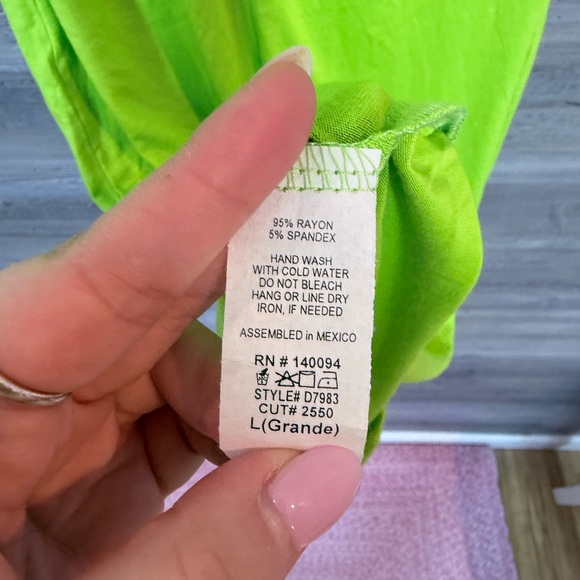 95% RAYON
5% SPANDEX
HAND WASH
WITH COLD WATER
DO NOT BLEACH
HANG OR LINE DRY
IRON, IF NEEDED
ASSEMBLED in MEXICO
RN # 140094
STYLE# D7983
CUT# 2550
L(Grande)